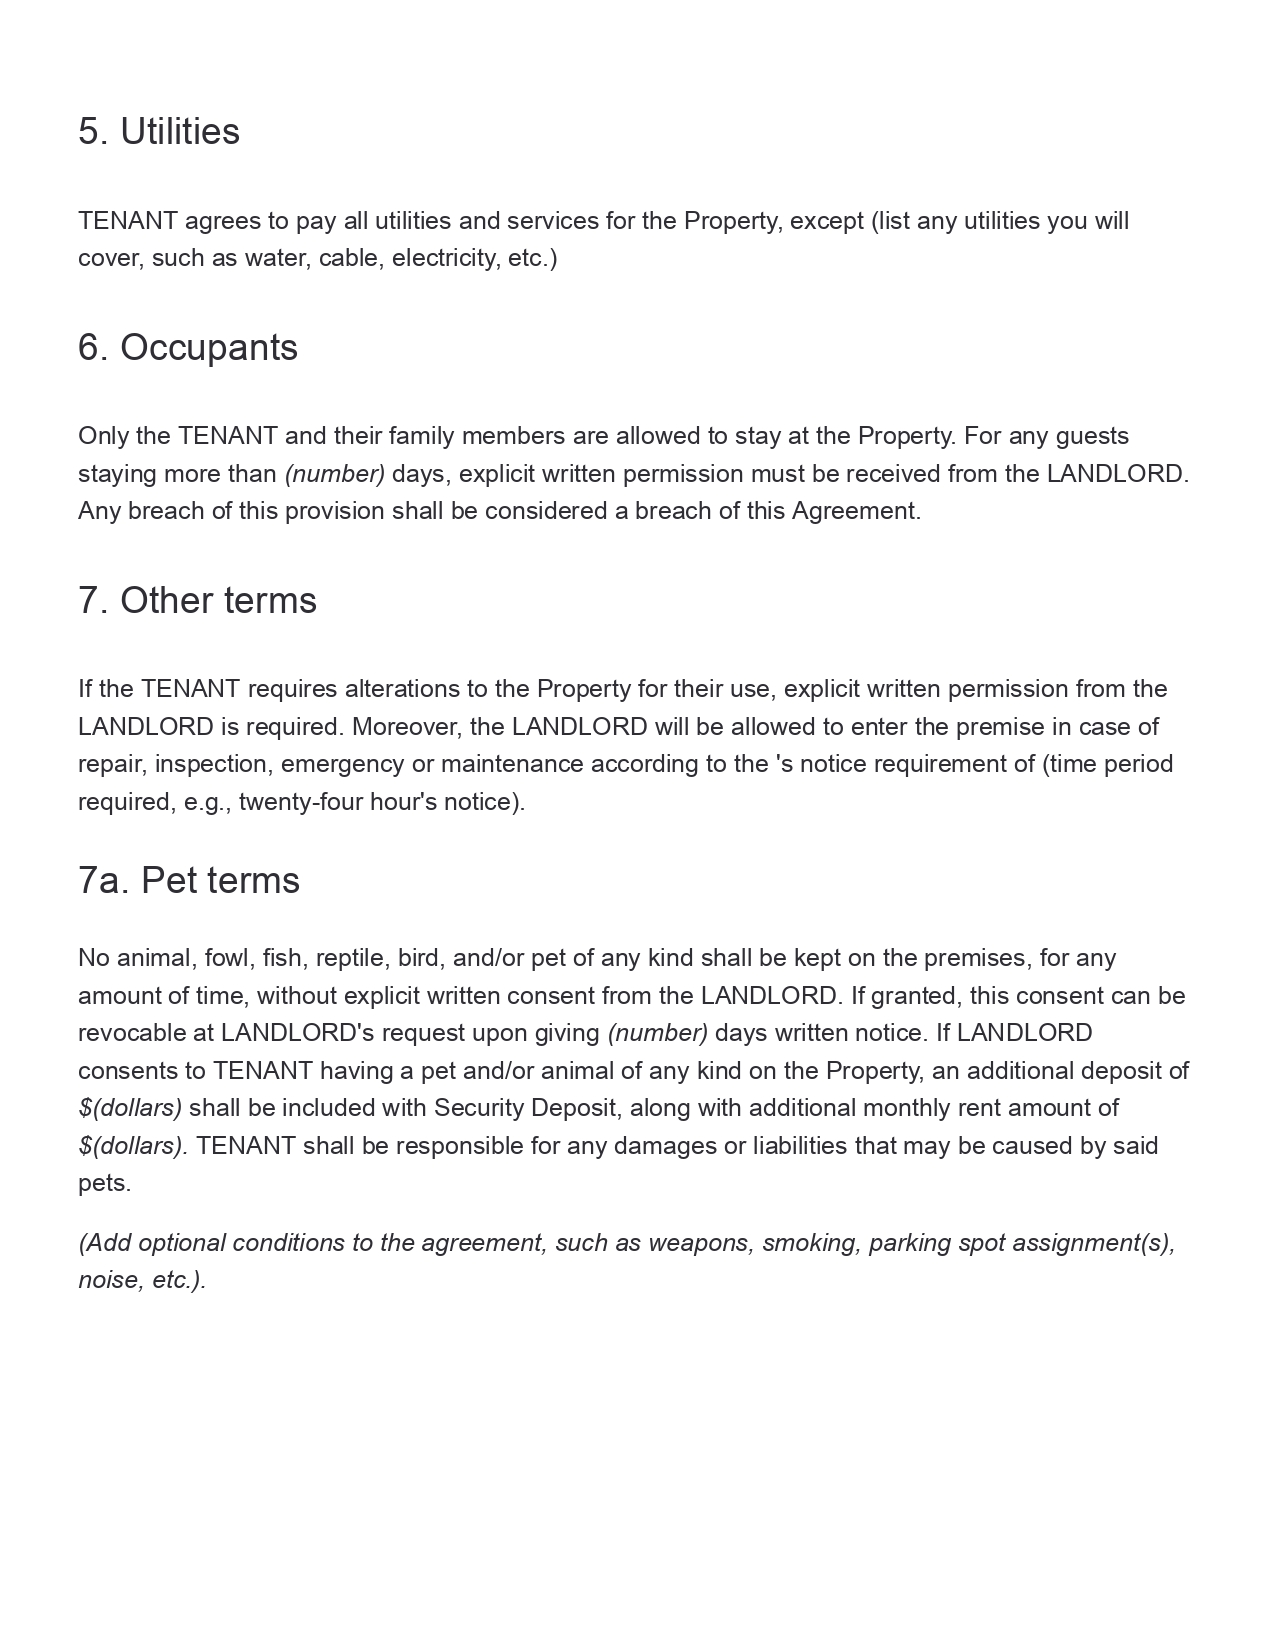 5. Utilities
TENANT agrees to pay all utilities and services for the Property, except (list any utilities you will
cover, such as water, cable, electricity, etc.)
6. Occupants
Only the TENANT and their family members are allowed to stay at the Property. For any guests
staying more than (number) days, explicit written permission must be received from the LANDLORD.
Any breach of this provision shall be considered a breach of this Agreement.
7. Other terms
If the TENANT requires alterations to the Property for their use, explicit written permission from the
LANDLORD is required. Moreover, the LANDLORD will be allowed to enter the premise in case of
repair, inspection, emergency or maintenance according to the 's notice requirement of (time period
required, e.g., twenty-four hour's notice).
7a. Pet terms
No animal, fowl, fish, reptile, bird, and/or pet of any kind shall be kept on the premises, for any
amount of time, without explicit written consent from the LANDLORD. If granted, this consent can be
revocable at LANDLORD's request upon giving (number) days written notice. If LANDLORD
consents to TENANT having a pet and/or animal of any kind on the Property, an additional deposit of
$(dollars) shall be included with Security Deposit, along with additional monthly rent amount of
$(dollars). TENANT shall be responsible for any damages or liabilities that may be caused by said
pets.
(Add optional conditions to the agreement, such as weapons, smoking, parking spot assignment(s),
noise, etc.).